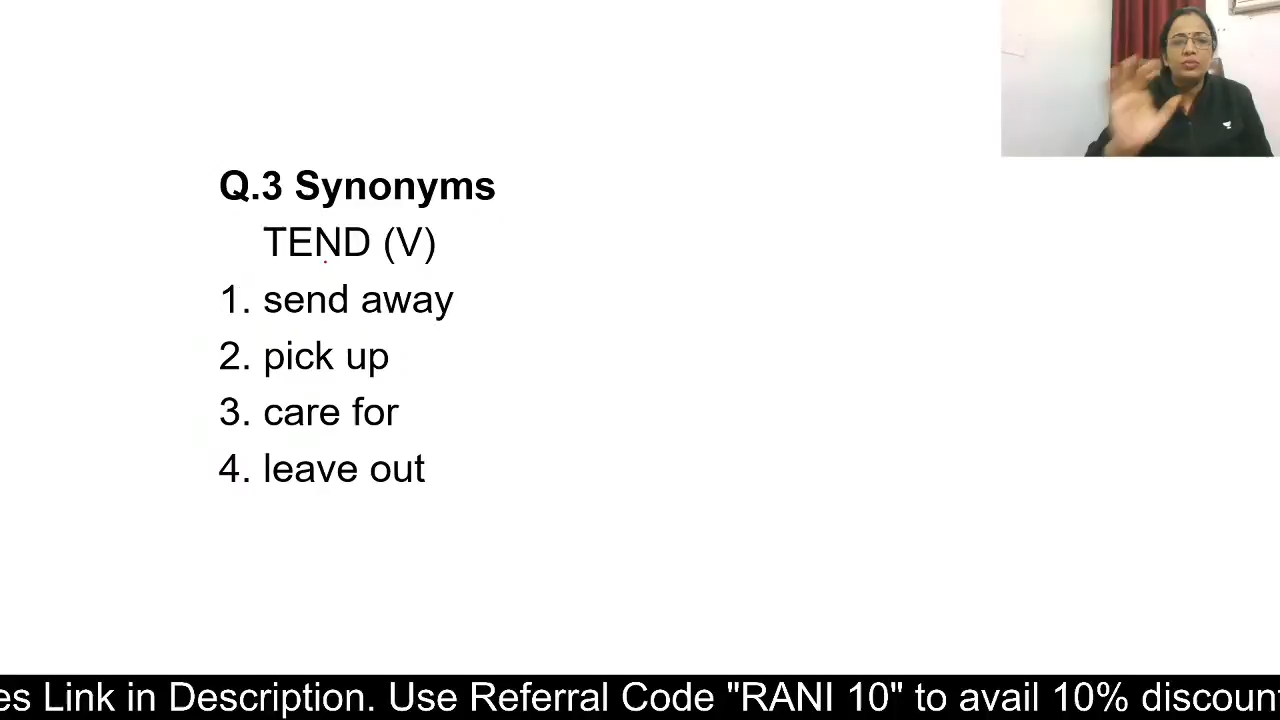 Q.3 Synonyms
TEND (V)
1. send away
2. pick up
3. care for
4. leave out
es Link in Description. Use Referral Code "RANI 10" to avail 10% discount